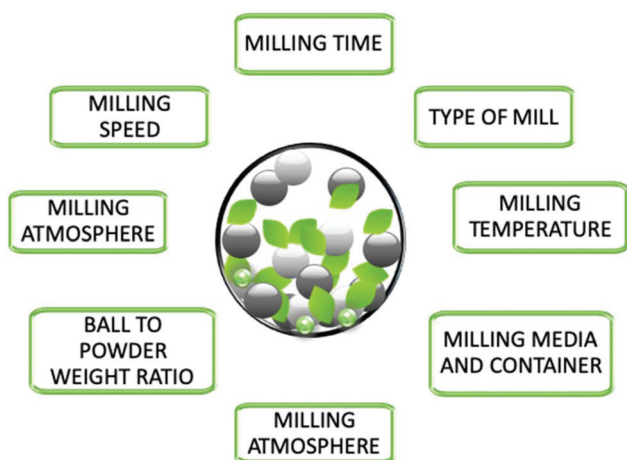 MILLING TIME
MILLING
SPEED
TYPE OF MILL
MILLING
ATMOSPHERE
MILLING
TEMPERATURE
BALL TO
POWDER
WEIGHT RATIO
MILLING MEDIA
AND CONTAINER
MILLING
ATMOSPHERE